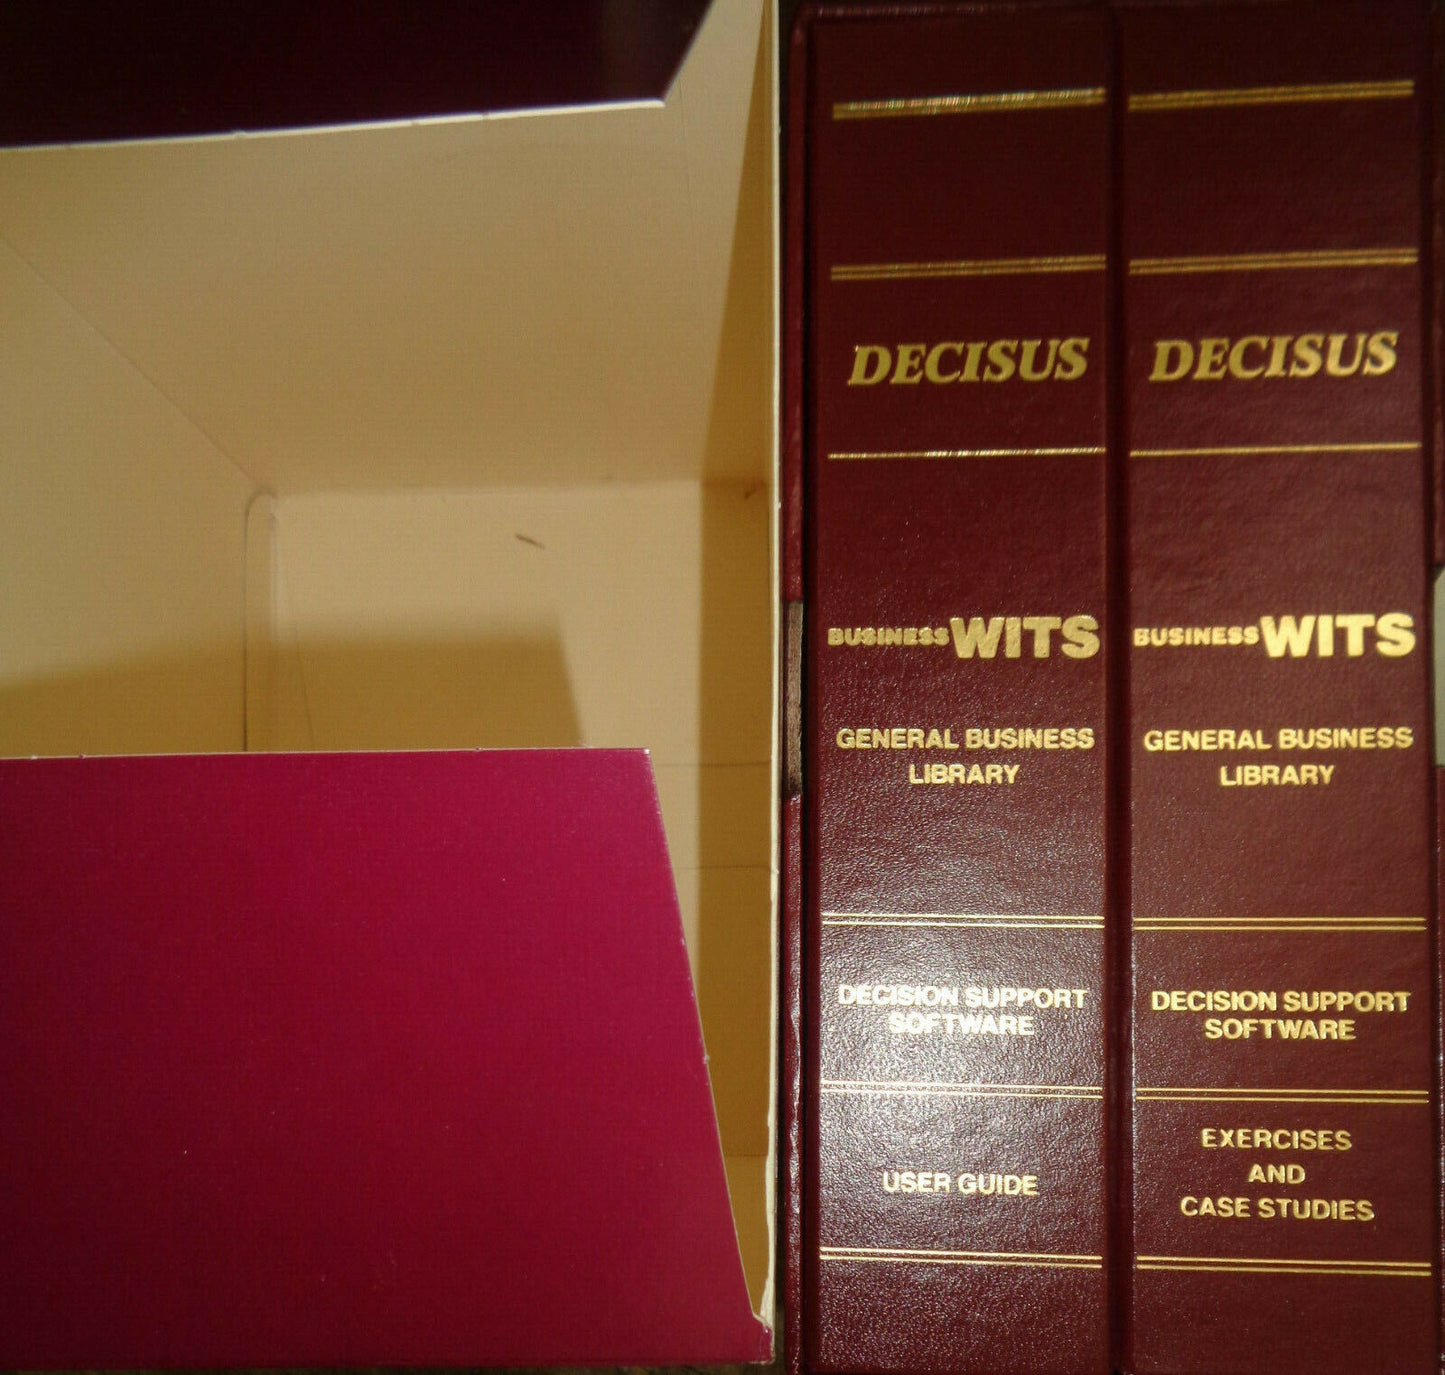 DECISUS
BUSINESS WITS
GENERAL BUSINESS
LIBRARY
DECISION SUPPORT
SOFTWARE
USER GUIDE
DECISUS
BUSINESS WITS
GENERAL BUSINESS
LIBRARY
DECISION SUPPORT
SOFTWARE
EXERCISES
AND
CASE STUDIES